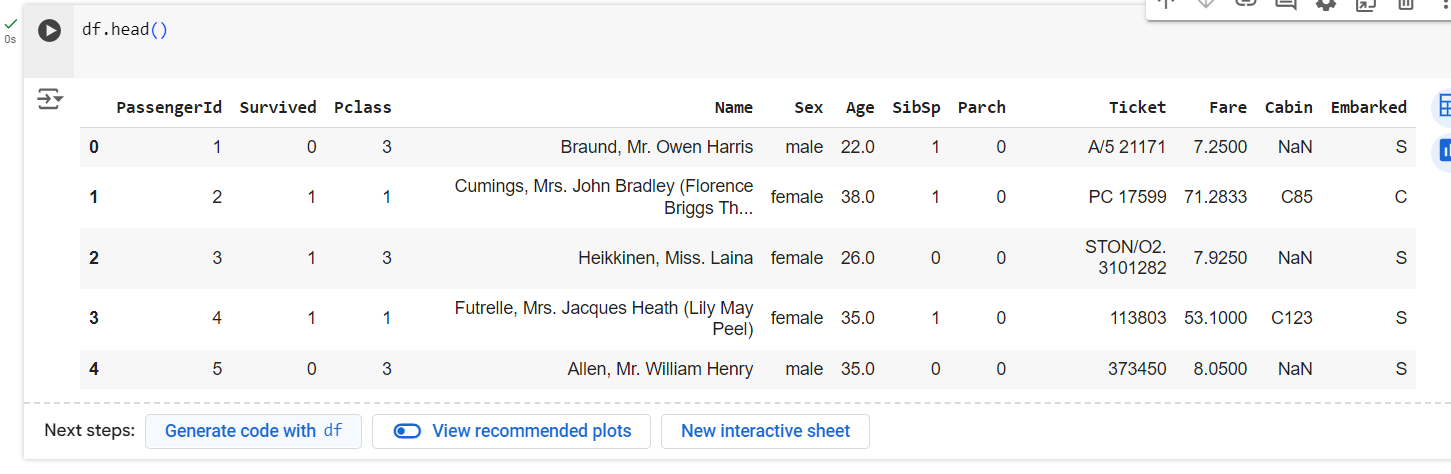 df.head()
0s
PassengerId Survived Pclass Name Sex Age SibSp Parch Ticket Fare Cabin Embarked
0 1 0 3 Braund, Mr. Owen Harris male 22.0 1 0 A/5 21171 7.2500 NaN S
1 2 1 1 Cumings, Mrs. John Bradley (Florence
Briggs Th... female 38.0 1 0 PC 17599 71.2833 C85 C
2 3 1 3 Heikkinen, Miss. Laina female 26.0 0 0 STON/O2.
3101282 7.9250 NaN S
3 4 1 1 Futrelle, Mrs. Jacques Heath (Lily May
Peel) female 35.0 1 0 113803 53.1000 C123 S
4 5 0 3 Allen, Mr. William Henry male 35.0 0 0 373450 8.0500 NaN S
Next steps: Generate code with df View recommended plots New interactive sheet